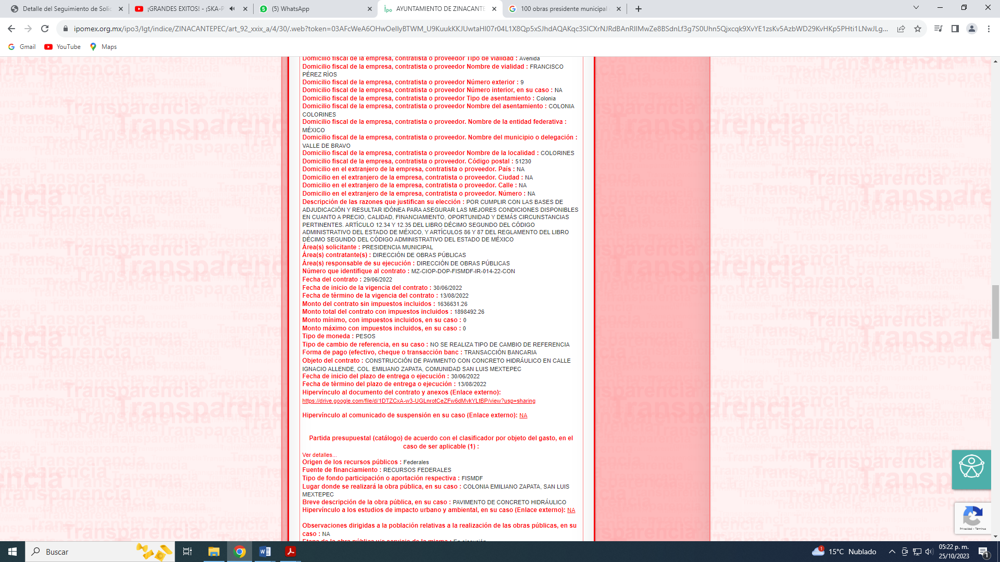 Detalle del Seguimiento de Solic
¡GRANDES EXITOS! - ¡SKA-P
(5) WhatsApp
AYUNTAMIENTO DE ZINACANTE
100 obras presidente municipal
ipomex.org.mx/ipo3/lgt/indice/ZINACANTEPEC/art_92_xxix_a/4/30/.web?token=
Gmail
YouTube
Maps
Domicilio fiscal de la empresa, contratista o proveedor Tipo de vialidad : Avenida
Domicilio fiscal de la empresa, contratista o proveedor Nombre de vialidad : FRANCISCO
PÉREZ RÍOS
Domicilio fiscal de la empresa, contratista o proveedor Número exterior : 9
Domicilio fiscal de la empresa, contratista o proveedor Número interior, en su caso : NA
Domicilio fiscal de la empresa, contratista o proveedor Tipo de asentamiento : Colonia
Domicilio fiscal de la empresa, contratista o proveedor Nombre del asentamiento : COLONIA
COLORINES
Domicilio fiscal de la empresa, contratista o proveedor. Nombre de la entidad federativa :
MÉXICO
Domicilio fiscal de la empresa, contratista o proveedor. Nombre del municipio o delegación :
VALLE DE BRAVO
Domicilio fiscal de la empresa, contratista o proveedor Nombre de la localidad : COLORINES
Domicilio fiscal de la empresa, contratista o proveedor. Código postal : 51230
Domicilio en el extranjero de la empresa, contratista o proveedor. País : NA
Domicilio en el extranjero de la empresa, contratista o proveedor. Ciudad : NA
Domicilio en el extranjero de la empresa, contratista o proveedor. Calle : NA
Domicilio en el extranjero de la empresa, contratista o proveedor. Número : NA
Descripción de las razones que justifican su elección : POR CUMPLIR CON LAS BASES DE
ADJUDICACIÓN Y RESULTAR IDÓNEA PARA ASEGURAR LAS MEJORES CONDICIONES DISPONIBLES
EN CUANTO A PRECIO, CALIDAD, FINANCIAMIENTO, OPORTUNIDAD Y DEMÁS CIRCUNSTANCIAS
PERTINENTES. ARTÍCULO 12.34 Y 12.35 DEL LIBRO DÉCIMO SEGUNDO DEL CÓDIGO
ADMINISTRATIVO DEL ESTADO DE MÉXICO, Y ARTÍCULOS 86 Y 87 DEL REGLAMENTO DEL LIBRO
DÉCIMO SEGUNDO DEL CÓDIGO ADMINISTRATIVO DEL ESTADO DE MÉXICO
Área(s) solicitante : PRESIDENCIA MUNICIPAL
Área(s) contratante(s) : DIRECCIÓN DE OBRAS PÚBLICAS
Área(s) responsable de su ejecución : DIRECCIÓN DE OBRAS PÚBLICAS
Número que identifique al contrato : MZ-CIOP-DOP-FISMDF-IR-014-22-CON
Fecha del contrato : 29/06/2022
Fecha de inicio de la vigencia del contrato : 30/06/2022
Fecha de término de la vigencia del contrato : 13/08/2022
Monto del contrato sin impuestos incluidos : 1636631.26
Monto total del contrato con impuestos incluidos : 1898492.26
Monto mínimo, con impuestos incluidos, en su caso : 0
Monto máximo con impuestos incluidos, en su caso : 0
Tipo de moneda : PESOS
Tipo de cambio de referencia, en su caso : NO SE REALIZA TIPO DE CAMBIO DE REFERENCIA
Forma de pago (efectivo, cheque o transacción banc : TRANSACCIÓN BANCARIA
Objeto del contrato : CONSTRUCCIÓN DE PAVIMENTO CON CONCRETO HIDRÁULICO EN CALLE
IGNACIO ALLENDE, COL. EMILIANO ZAPATA, COMUNIDAD SAN LUIS MEXTEPEC
Fecha de inicio del plazo de entrega o ejecución : 30/06/2022
Fecha de término del plazo de entrega o ejecución : 13/08/2022
Hipervínculo al documento del contrato y anexos (Enlace externo):
https://drive.google.com/file/d/1DTZCxA-w3-UGLnrotCeZFw6dMvkYLtBP/view?usp=sharing
Hipervínculo al comunicado de suspensión en su caso (Enlace externo): NA
Partida presupuestal (catálogo) de acuerdo con el clasificador por objeto del gasto, en el
caso de ser aplicable (1) :
Ver detalles...
Origen de los recursos públicos : Federales
Fuente de financiamiento : RECURSOS FEDERALES
Tipo de fondo participación o aportación respectiva : FISMDF
Lugar donde se realizará la obra pública, en su caso : COLONIA EMILIANO ZAPATA, SAN LUIS
MEXTEPEC
Breve descripción de la obra pública, en su caso : PAVIMENTO DE CONCRETO HIDRÁULICO
Hipervínculo a los estudios de impacto urbano y ambiental, en su caso (Enlace externo): NA
Observaciones dirigidas a la población relativas a la realización de las obras públicas, en su
caso : NA
Etapa de la obra pública y/o servicio de la misma : En ejecución
Privacidad - Términos
Buscar
15°C Nublado
05:22 p. m.
25/10/2023